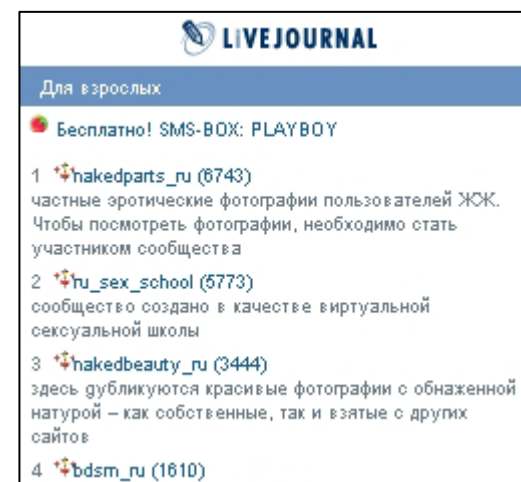 LIVEJOURNAL
Для взрослых
Бесплатно! SMS-BOX: PLAYBOY
1 nakedparts_ru (6743)
частные эротические фотографии пользователей ЖЖ.
Чтобы посмотреть фотографии, необходимо стать
участником сообщества
2 ru_sex_school (5773)
сообщество создано в качестве виртуальной
сексуальной школы
3 nakedbeauty_ru (3444)
здесь дубликуются красивые фотографии с обнаженной
натурой – как собственные, так и взятые с других
сайтов
4 bdsm_ru (1610)